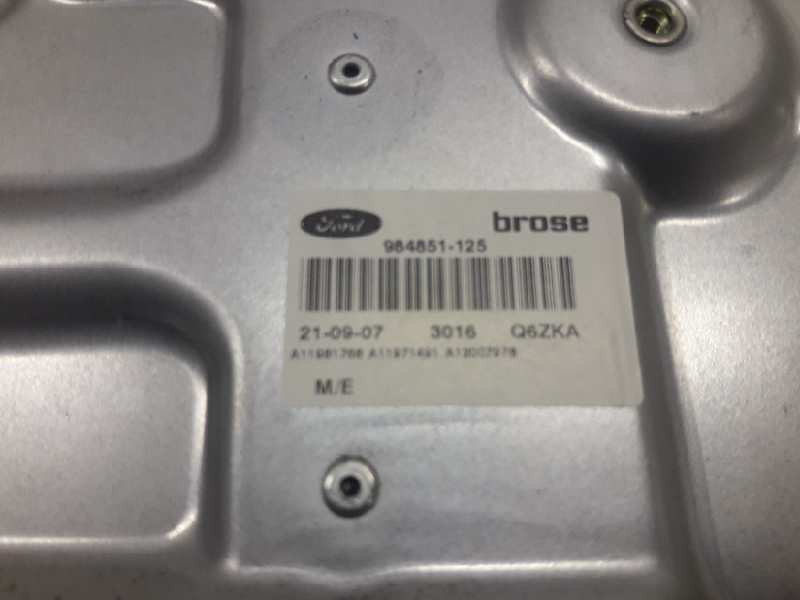 Ford brose
984851-125
21-09-07 3016 Q6ZKA
A11981768 A11971491 A12007978
M/E